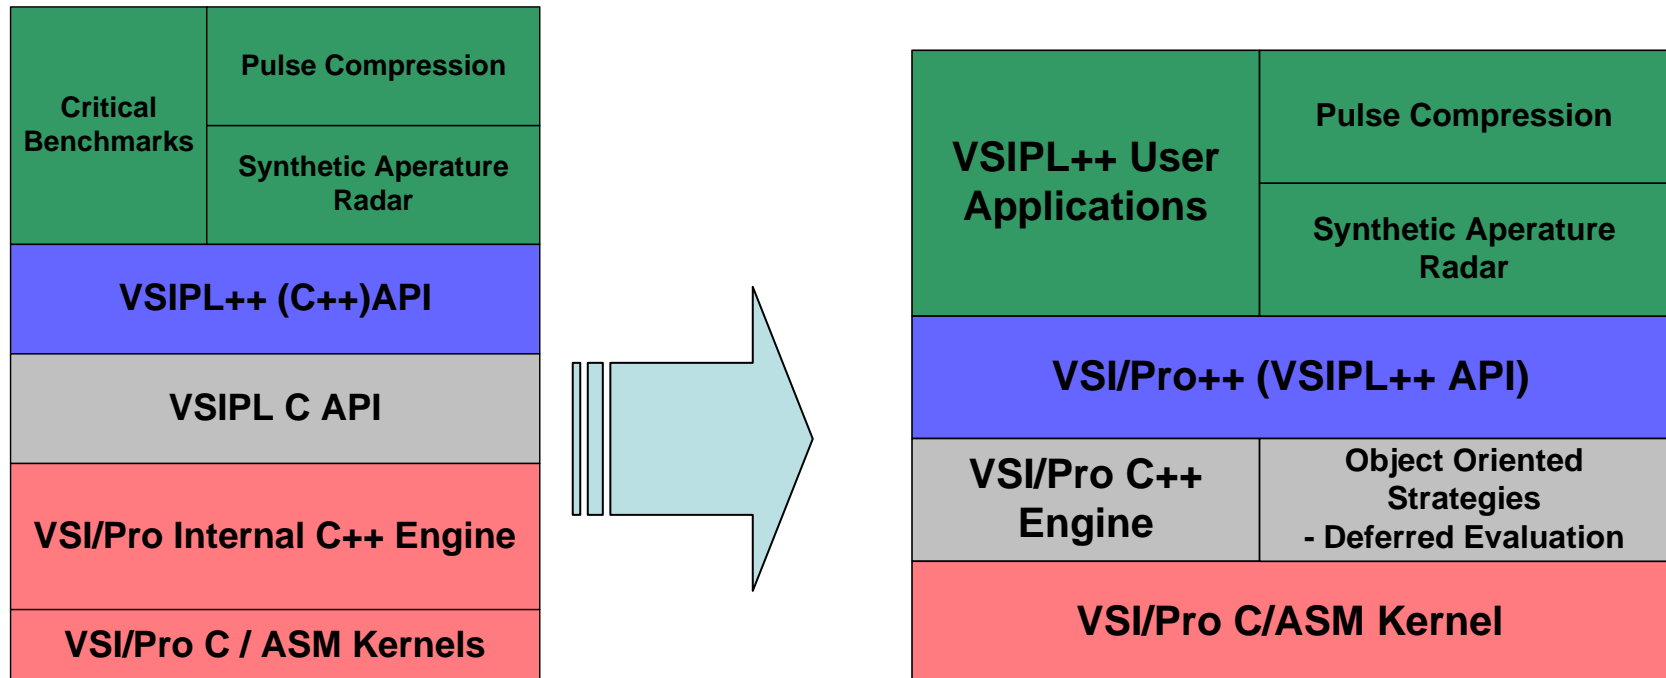 Critical
Benchmarks
Pulse Compression
Synthetic Aperature
Radar
VSIPL++ (C++)API
VSIPL C API
VSI/Pro Internal C++ Engine
VSI/Pro C / ASM Kernels
VSIPL++ User
Applications
Pulse Compression
Synthetic Aperature
Radar
VSI/Pro++ (VSIPL++ API)
VSI/Pro C++
Engine
Object Oriented
Strategies
- Deferred Evaluation
VSI/Pro C/ASM Kernel